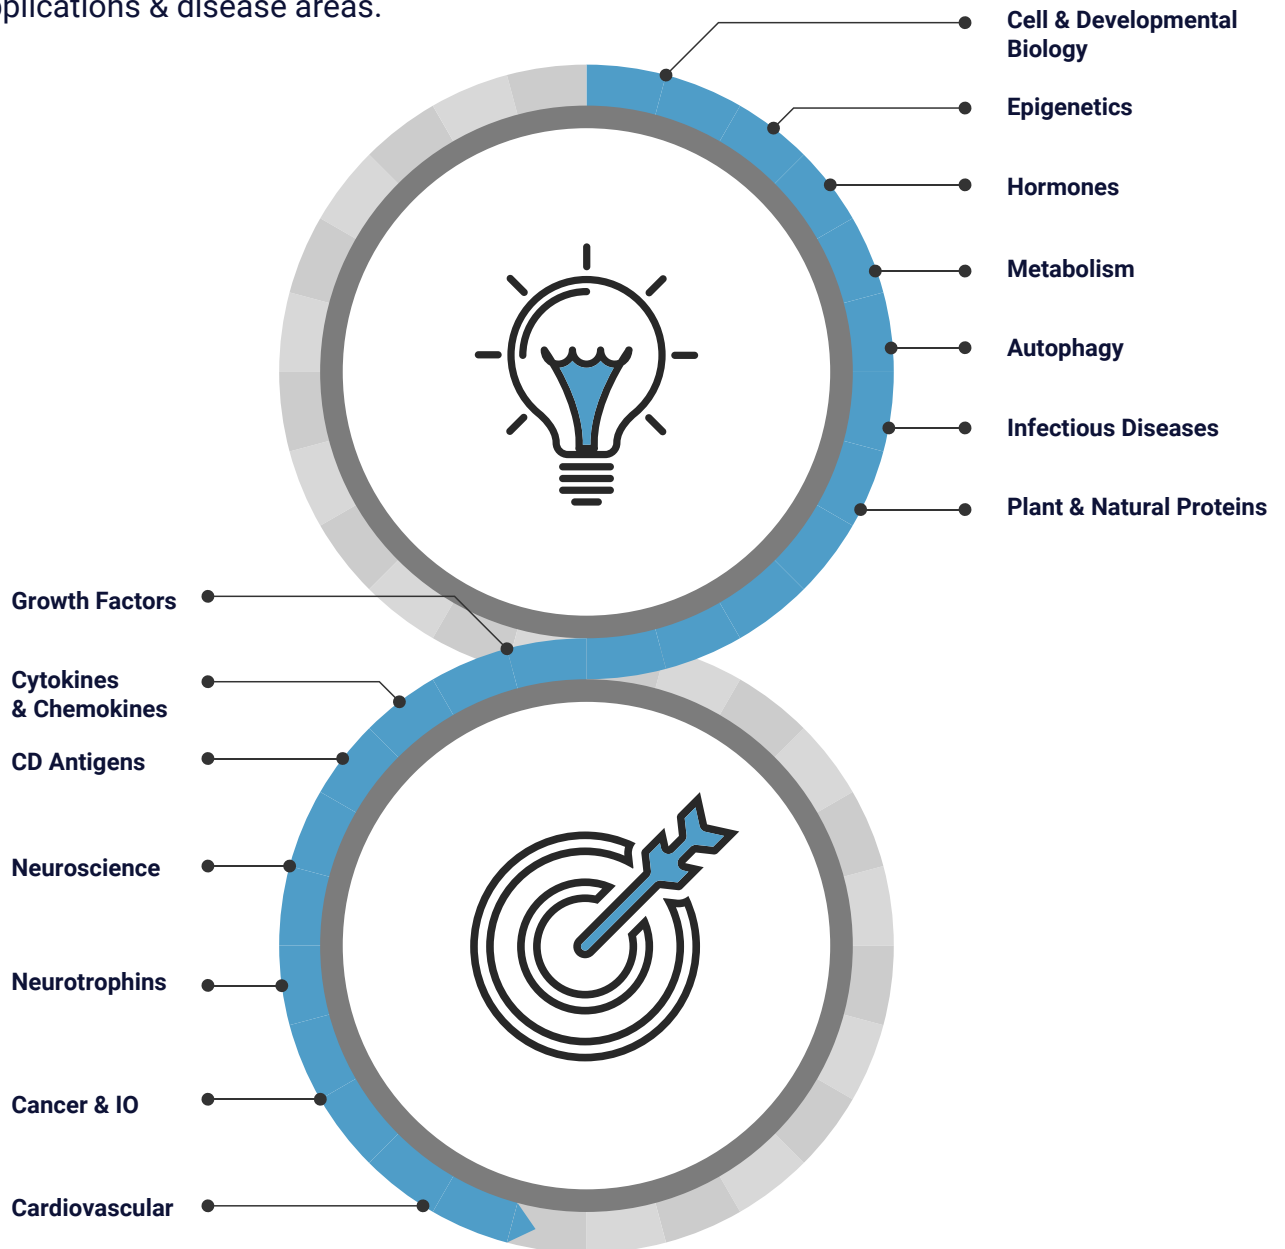 & disease areas.
Cell & Developmental
Biology
Epigenetics
Hormones
Metabolism
Autophagy
Infectious Diseases
Plant & Natural Proteins
Growth Factors
Cytokines
& Chemokines
CD Antigens
Neuroscience
Neurotrophins
Cancer & IO
Cardiovascular